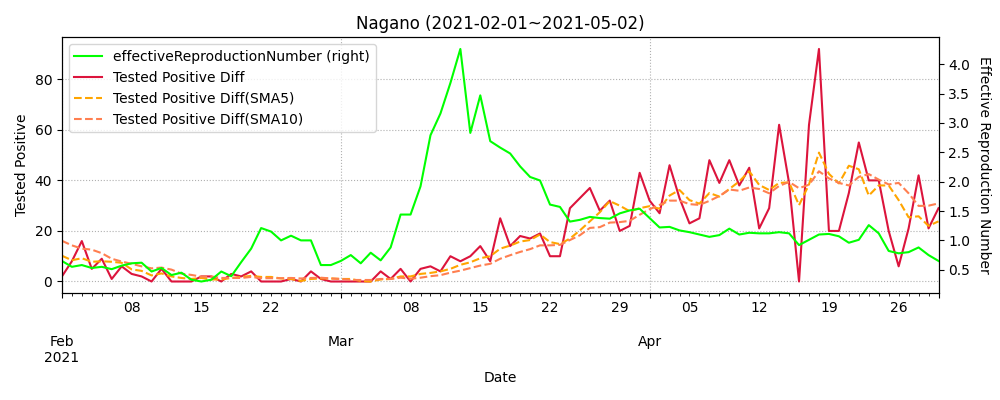 Nagano (2021-02-01~2021-05-02)
effectiveReproductionNumber (right)
Tested Positive Diff
Tested Positive Diff(SMA5)
Tested Positive Diff(SMA10)
Tested Positive
80
60
40
20
0
4.0
3.5
3.0
2.5
2.0
1.5
1.0
0.5
Effective Reproduction Number
08 15 22 08 15 22 29 05 12 19 26
Feb Mar Apr
2021
Date